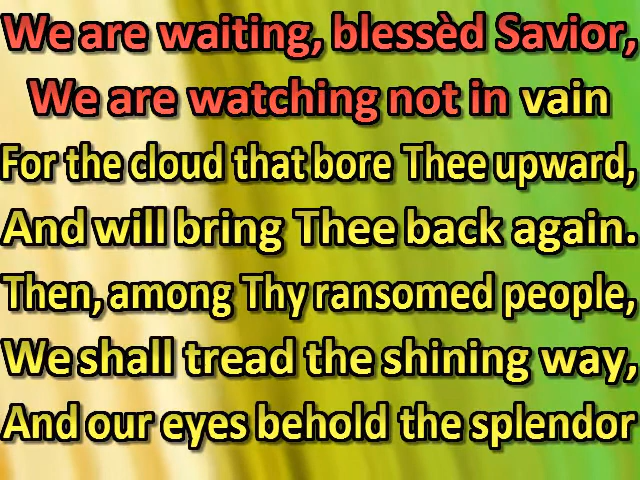 We are waiting, blessèd Savior,
We are watching not in vain
For the cloud that bore Thee upward,
And will bring Thee back again.
Then, among Thy ransomed people,
We shall tread the shining way,
And our eyes behold the splendor